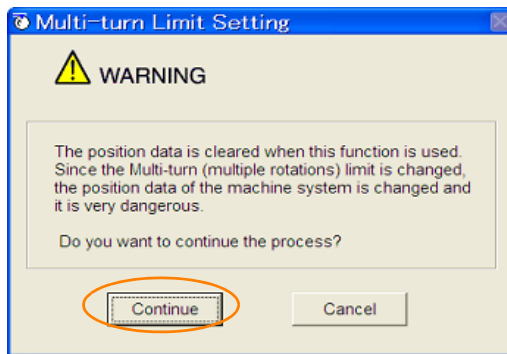 Multi-turn Limit Setting
WARNING
The position data is cleared when this function is used.
Since the Multi-turn (multiple rotations) limit is changed,
the position data of the machine system is changed and
it is very dangerous.
Do you want to continue the process?
Continue
Cancel